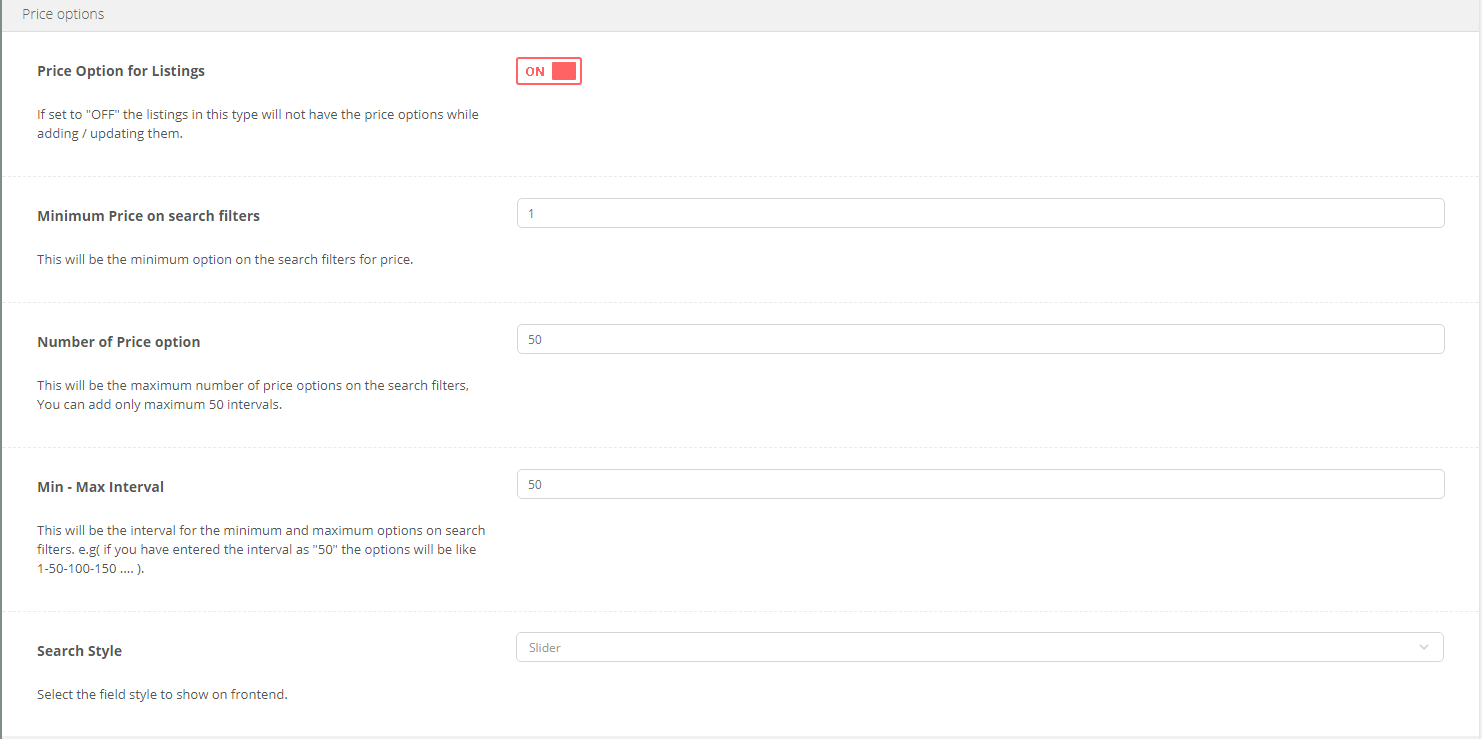 Price options
Price Option for Listings
ON
If set to "OFF" the listings in this type will not have the price options while
adding / updating them.
Minimum Price on search filters
1
This will be the minimum option on the search filters for price.
Number of Price option
50
This will be the maximum number of price options on the search filters,
You can add only maximum 50 intervals.
Min - Max Interval
50
This will be the interval for the minimum and maximum options on search
filters. e.g( if you have entered the interval as "50" the options will be like
1-50-100-150 .... ).
Search Style
Slider
Select the field style to show on frontend.